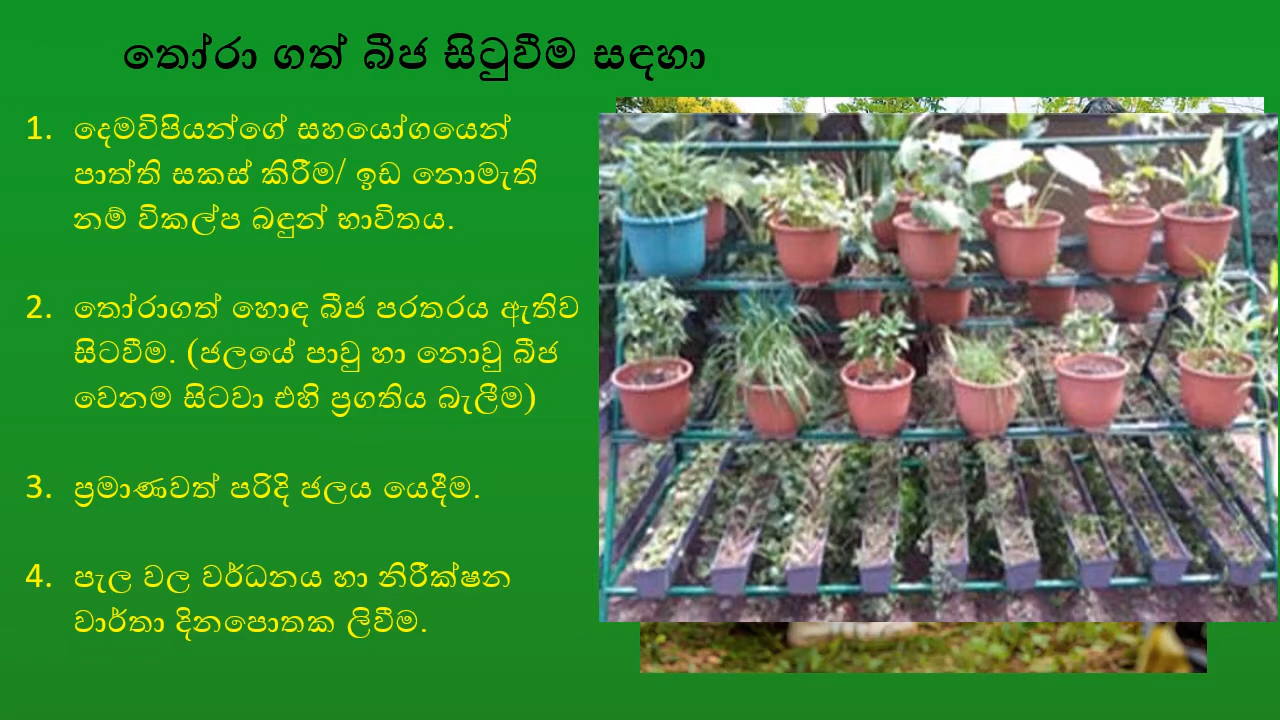 තෝරා ගත් බීජ සිටුවීම සඳහා
1. දෙමව්පියන්ගේ සහයෝගයෙන්
පාත්ති සකස් කිරීම/ ඉඩ නොමැති
නම් විකල්ප බඳුන් භාවිතය.
2. තෝරාගත් හොඳ බීජ පරතරය ඇතිව
සිටවීම. (ජලයේ පාවු හා නොවු බීජ
වෙනම සිටවා එහි ප්‍රගතිය බැලීම)
3. ප්‍රමාණවත් පරිදි ජලය යෙදීම.
4. පැල වල වර්ධනය හා නිරීක්ෂන
වාර්තා දිනපොතක ලිවීම.